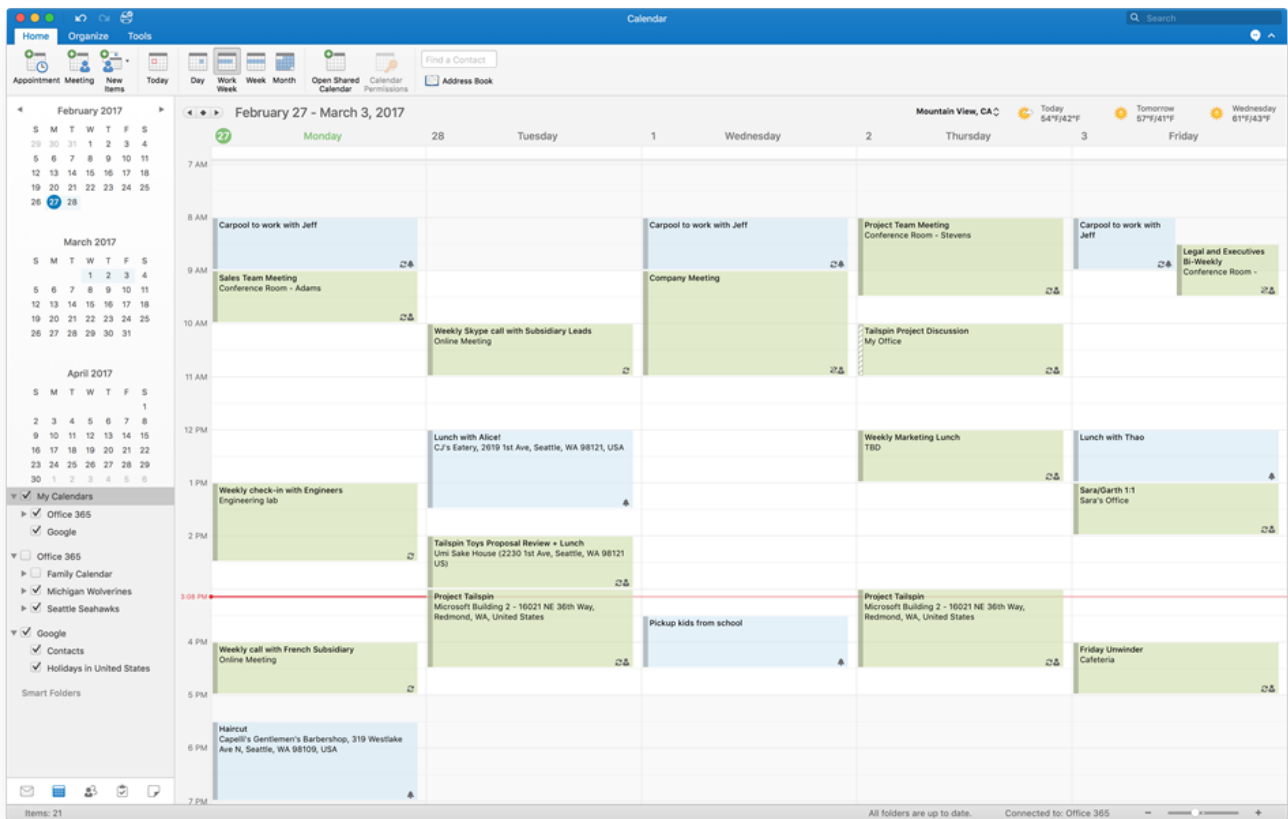 Calendar
Search
Home Organize Tools
Appointment Meeting New Items Today Day Work Week Week Month Open Shared Calendar Calendar Permissions
Find a Contact
Address Book
February 2017
S M T W T F S
29 30 31 1 2 3 4
5 6 7 8 9 10 11
12 13 14 15 16 17 18
19 20 21 22 23 24 25
26 27 28
March 2017
S M T W T F S
1 2 3 4
5 6 7 8 9 10 11
12 13 14 15 16 17 18
19 20 21 22 23 24 25
26 27 28 29 30 31
April 2017
S M T W T F S
1
2 3 4 5 6 7 8
9 10 11 12 13 14 15
16 17 18 19 20 21 22
23 24 25 26 27 28 29
30 1 2 3 4 5 6
My Calendars
Office 365
Google
Office 365
Family Calendar
Michigan Wolverines
Seattle Seahawks
Google
Contacts
Holidays in United States
Smart Folders
February 27 - March 3, 2017
Mountain View, CA
Today
54°F/42°F
Tomorrow
57°F/41°F
Wednesday
61°F/43°F
27 Monday
28 Tuesday
1 Wednesday
2 Thursday
3 Friday
7 AM
8 AM
9 AM
10 AM
11 AM
12 PM
1 PM
2 PM
3:08 PM
4 PM
5 PM
6 PM
7 PM
Carpool to work with Jeff
Sales Team Meeting
Conference Room - Adams
Weekly check-in with Engineers
Engineering lab
Weekly call with French Subsidiary
Online Meeting
Haircut
Capelli's Gentlemen's Barbershop, 319 Westlake
Ave N, Seattle, WA 98109, USA
Weekly Skype call with Subsidiary Leads
Online Meeting
Lunch with Alice!
CJ's Eatery, 2619 1st Ave, Seattle, WA 98121, USA
Tailspin Toys Proposal Review + Lunch
Umi Sake House (2230 1st Ave, Seattle, WA 98121
US)
Project Tailspin
Microsoft Building 2 - 16021 NE 36th Way,
Redmond, WA, United States
Carpool to work with Jeff
Company Meeting
Pickup kids from school
Project Team Meeting
Conference Room - Stevens
Tailspin Project Discussion
My Office
Weekly Marketing Lunch
TBD
Project Tailspin
Microsoft Building 2 - 16021 NE 36th Way,
Redmond, WA, United States
Carpool to work with
Jeff
Legal and Executives
Bi-Weekly
Conference Room -
Lunch with Thao
Sara/Garth 1:1
Sara's Office
Friday Unwinder
Cafeteria
Items: 21
All folders are up to date.
Connected to: Office 365